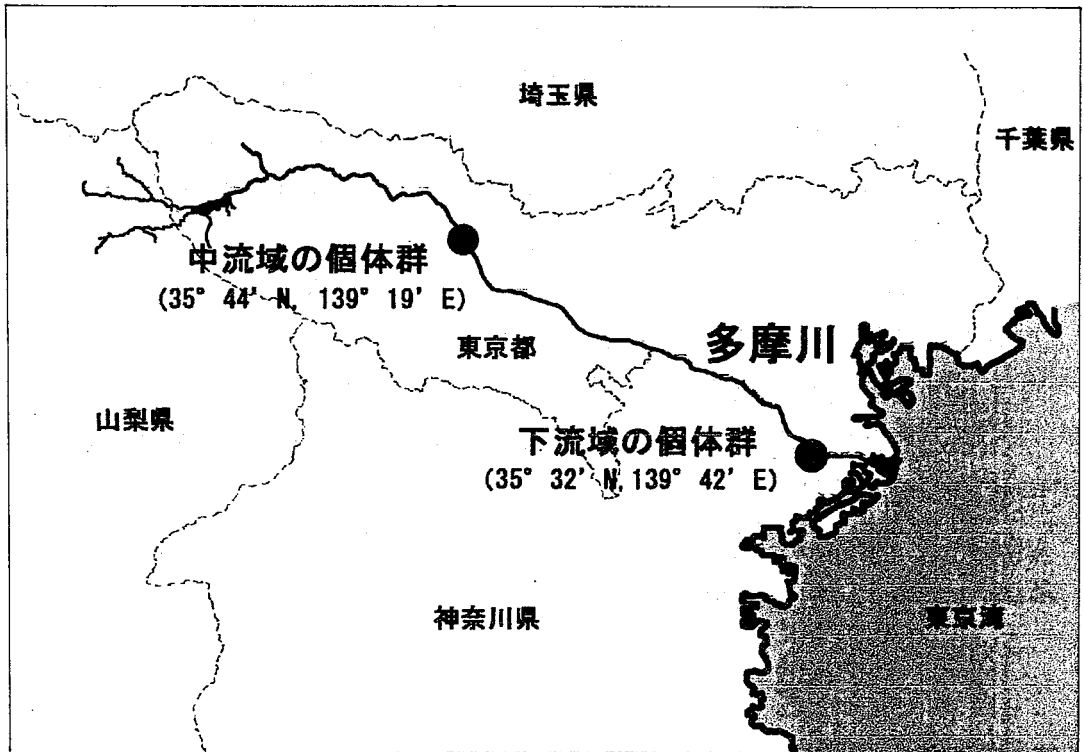 埼玉県
千葉県
中流域の個体群
(35° 44' N, 139° 19' E)
東京都
多摩川
山梨県
下流域の個体群
(35° 32' N, 139° 42' E)
神奈川県
東京湾